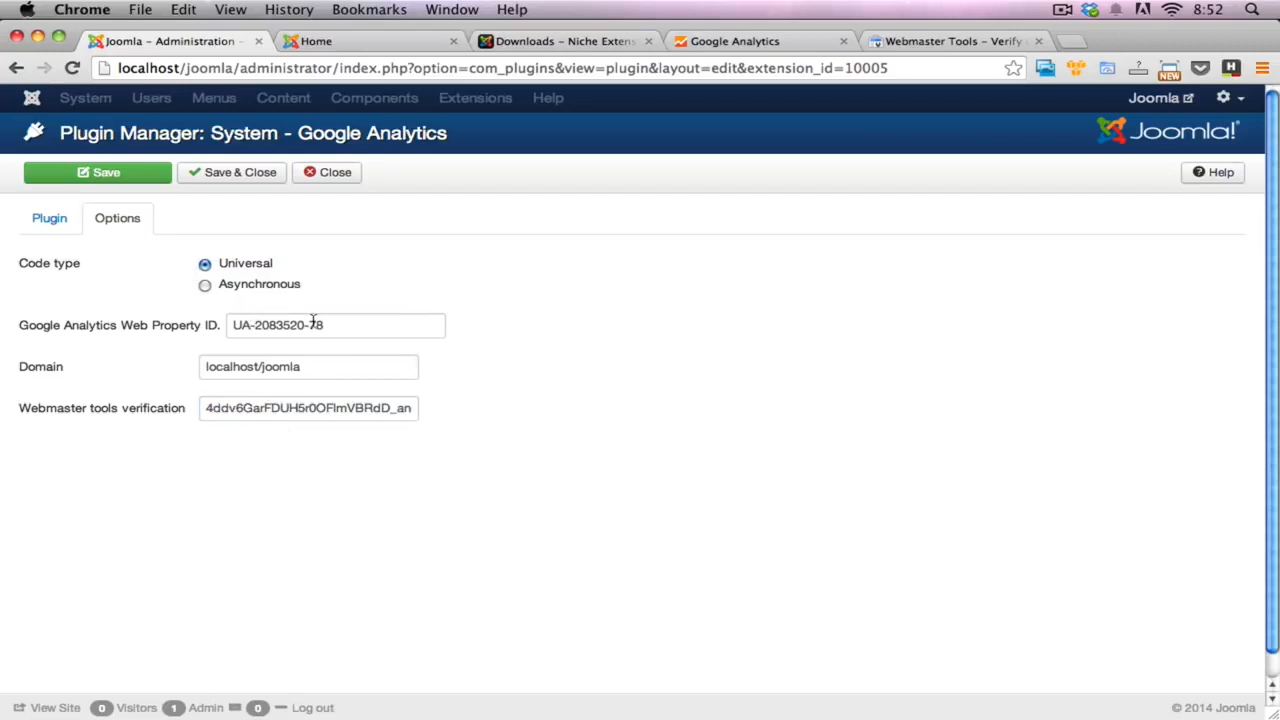 Chrome File Edit View History Bookmarks Window Help 8:52
Joomla - Administration - Home Downloads - Niche Extens Google Analytics Webmaster Tools - Verify
localhost/joomla/administrator/index.php?option=com_plugins&view=plugin&layout=edit&extension_id=10005 NEW
System Users Menus Content Components Extensions Help Joomla
Plugin Manager: System - Google Analytics Joomla!
Save Save & Close Close Help
Plugin Options
Code type Universal
Asynchronous
Google Analytics Web Property ID. UA-2083520-78
Domain localhost/joomla
Webmaster tools verification 4ddv6GarFDUH5r0OFlmVBRdD_an
View Site 0 Visitors 1 Admin 0 Log out © 2014 Joomla